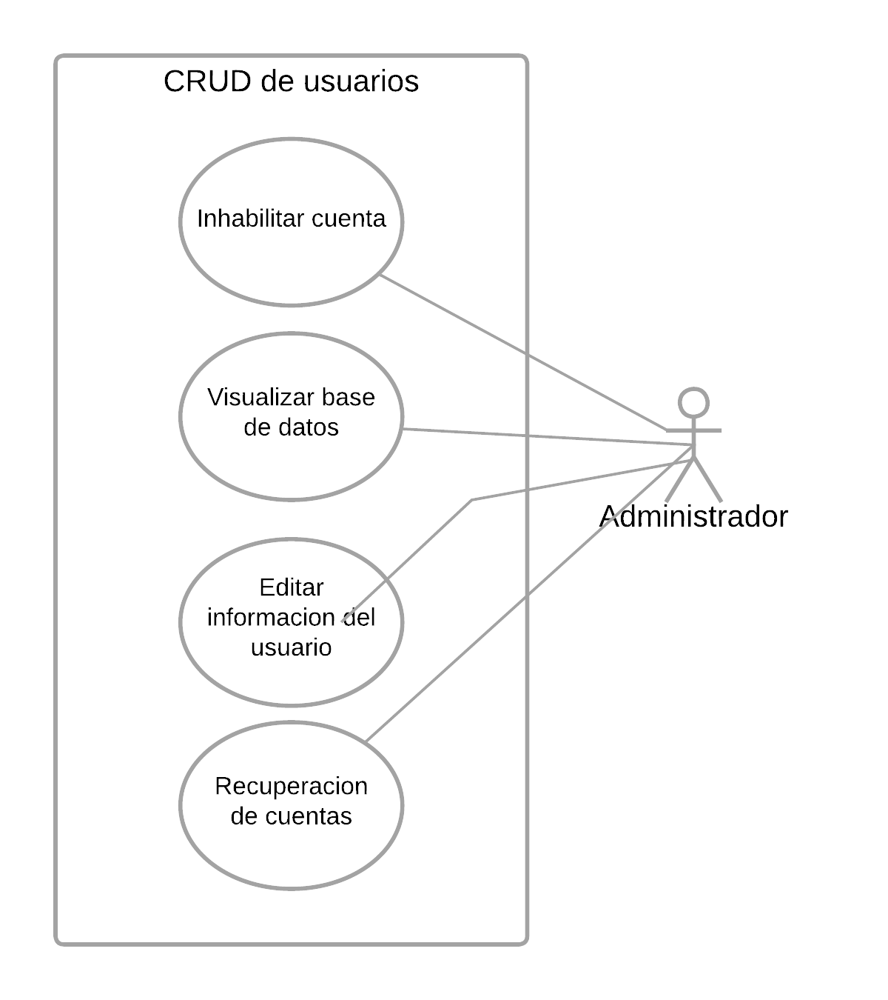 CRUD de usuarios
Inhabilitar cuenta
Visualizar base
de datos
Administrador
Editar
informacion del
usuario
Recuperacion
de cuentas